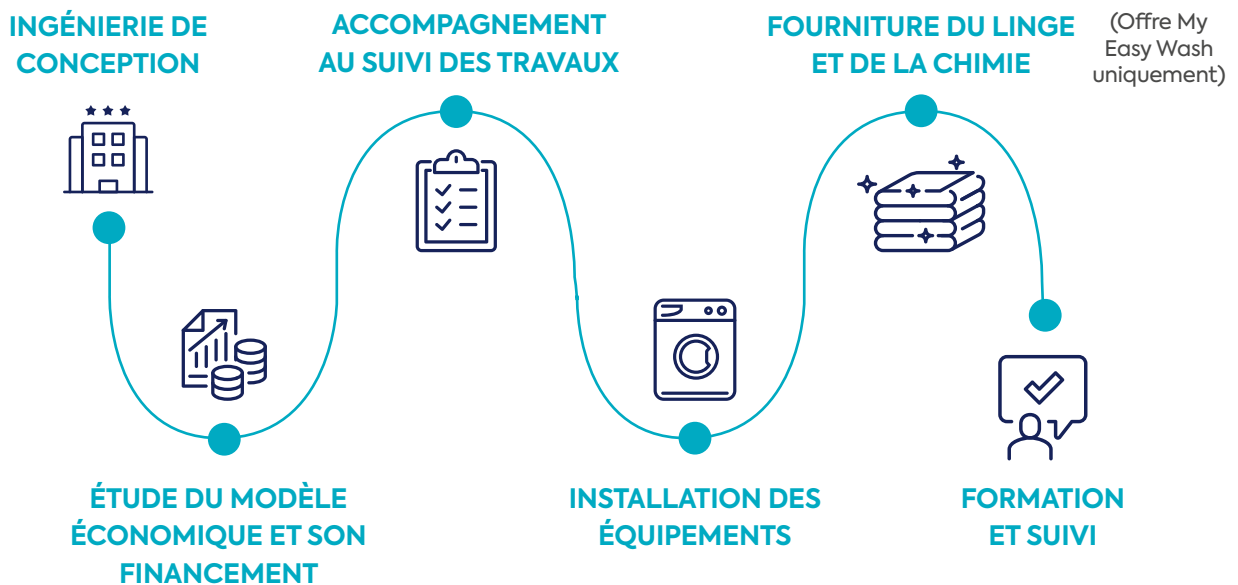 INGÉNIERIE DE
CONCEPTION
ÉTUDE DU MODÈLE
ÉCONOMIQUE ET SON
FINANCEMENT
ACCOMPAGNEMENT
AU SUIVI DES TRAVAUX
INSTALLATION DES
ÉQUIPEMENTS
FOURNITURE DU LINGE
ET DE LA CHIMIE
(Offre My
Easy Wash
uniquement)
FORMATION
ET SUIVI